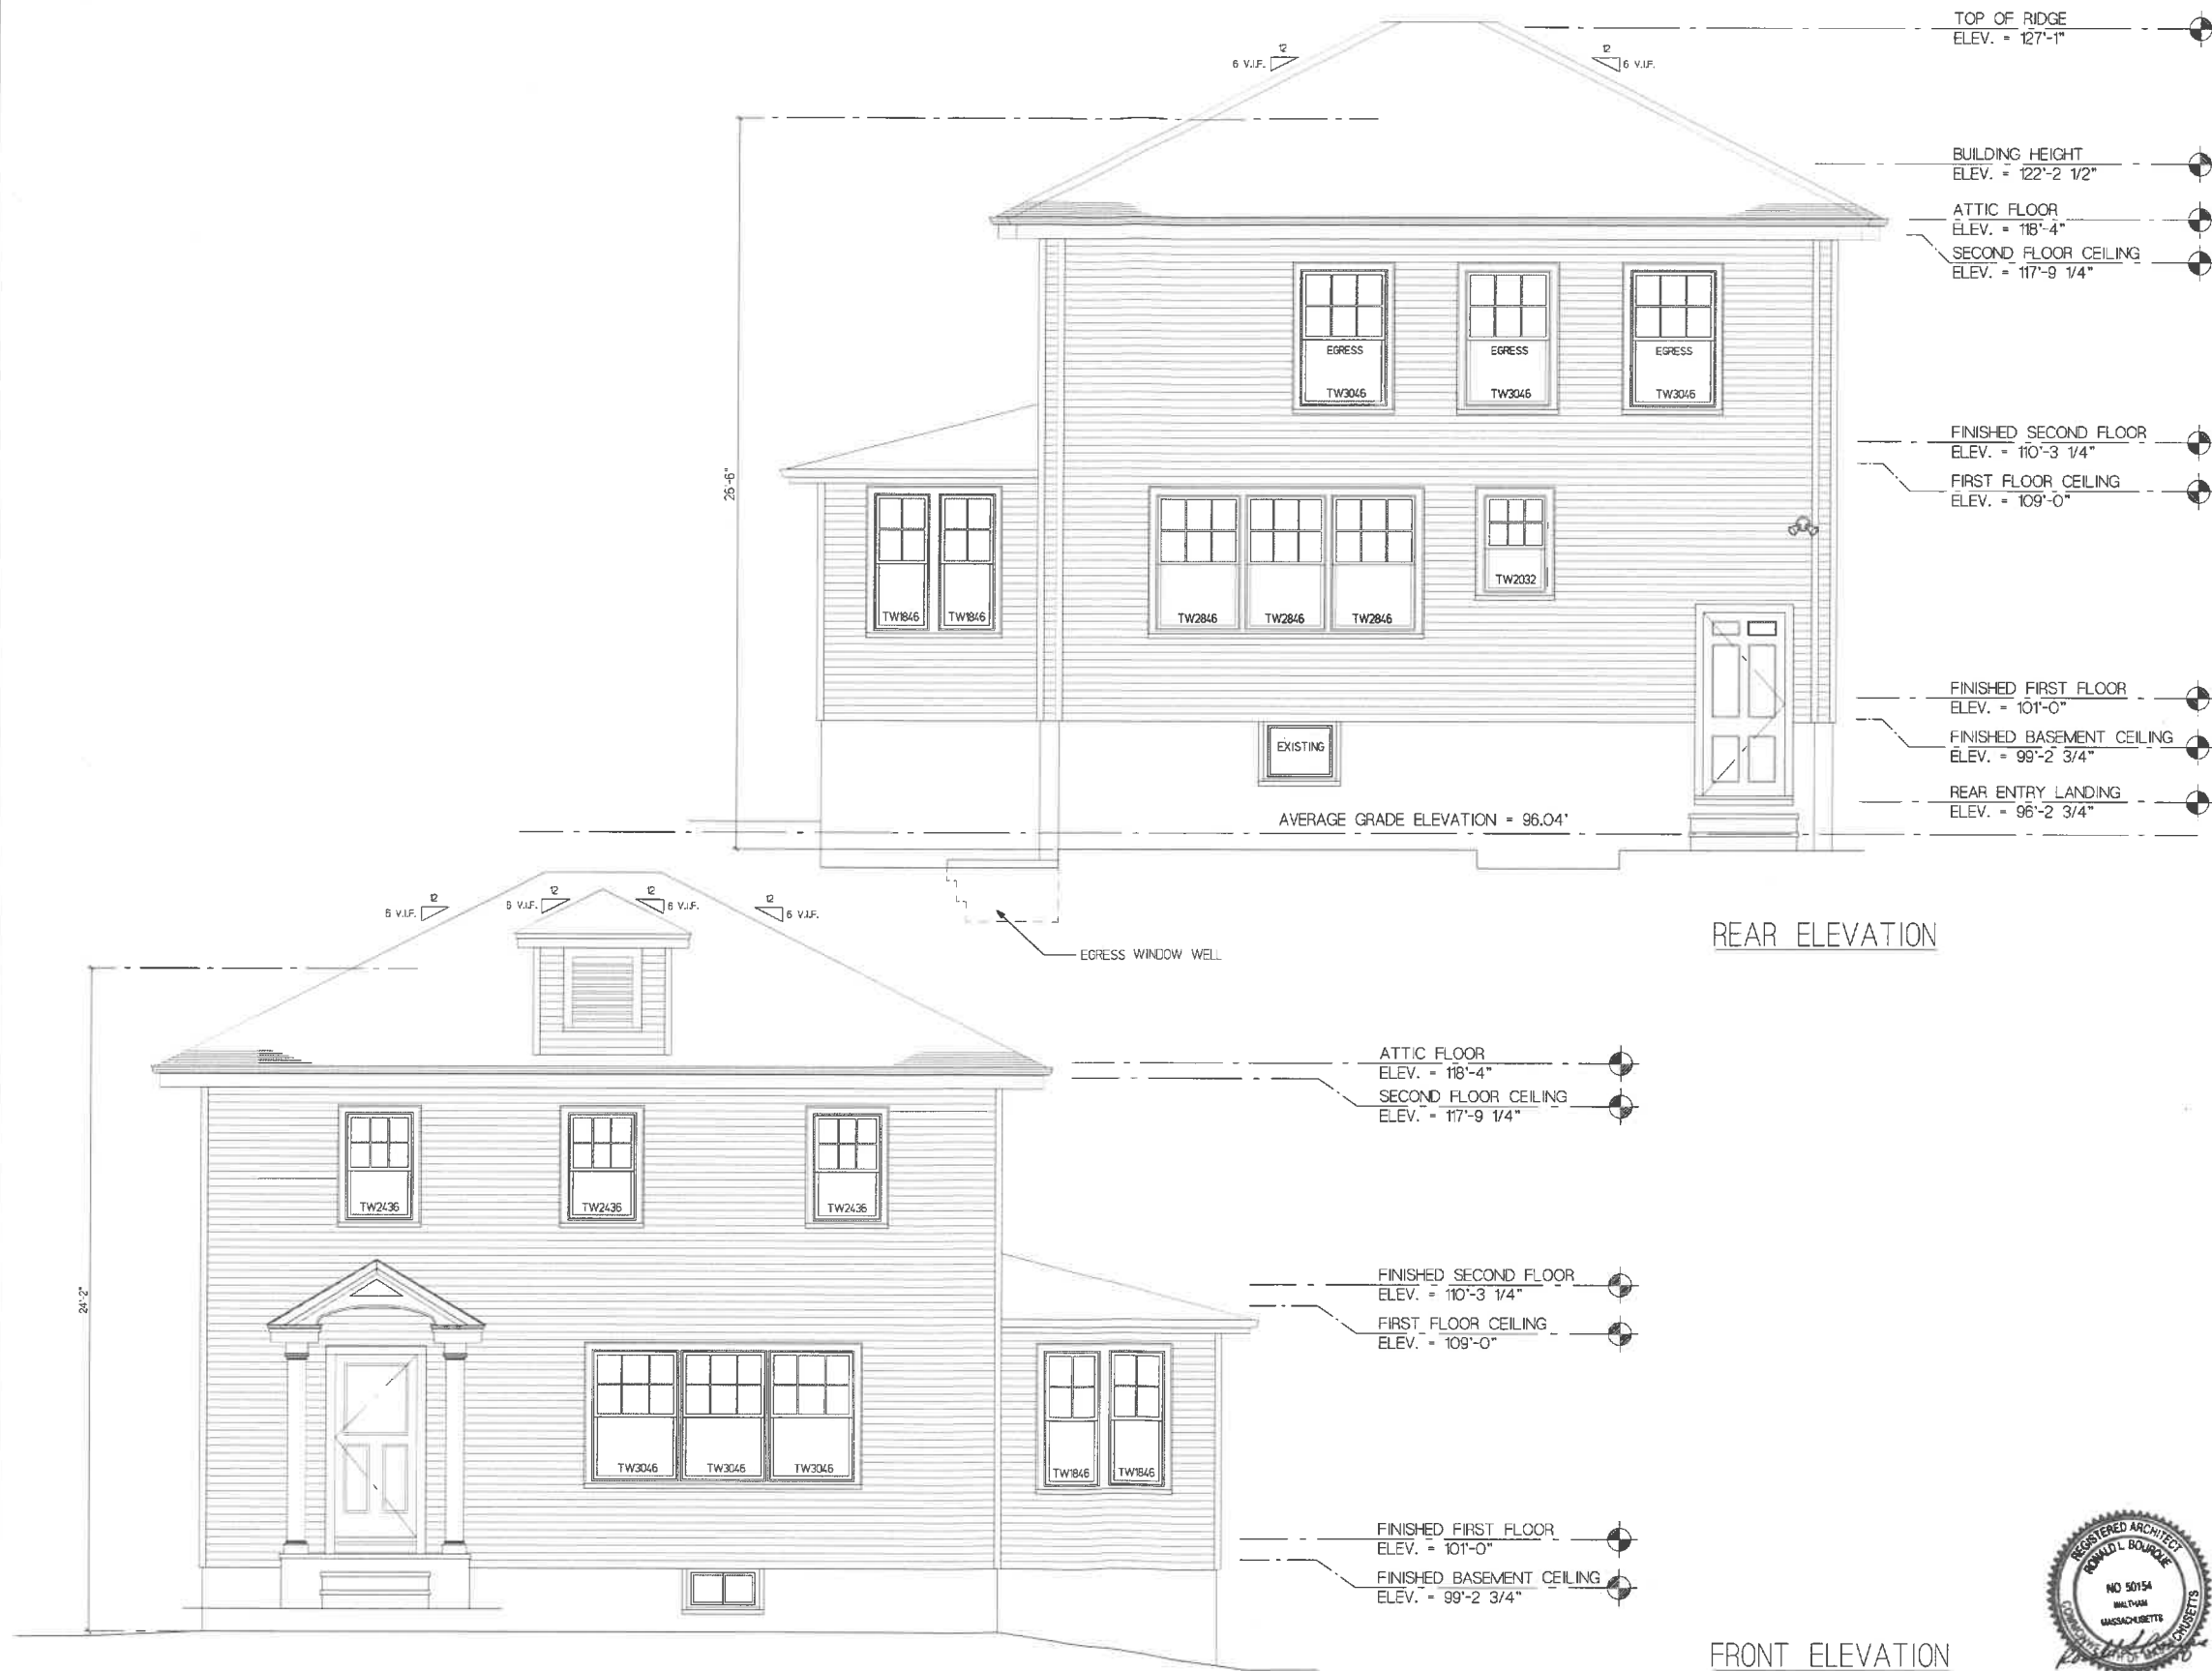 TOP OF RIDGE
ELEV. = 127'-1"
12
6 V.I.F.
12
6 V.I.F.
BUILDING HEIGHT
ELEV. = 122'-2 1/2"
ATTIC FLOOR
ELEV. = 118'-4"
SECOND FLOOR CEILING
ELEV. = 117'-9 1/4"
EGRESS
TW3046
EGRESS
TW3046
EGRESS
TW3046
FINISHED SECOND FLOOR
ELEV. = 110'-3 1/4"
FIRST FLOOR CEILING
ELEV. = 109'-0"
26'-6"
TW1846
TW1846
TW2846
TW2846
TW2846
TW2032
FINISHED FIRST FLOOR
ELEV. = 101'-0"
EXISTING
FINISHED BASEMENT CEILING
ELEV. = 99'-2 3/4"
REAR ENTRY LANDING
ELEV. = 96'-2 3/4"
AVERAGE GRADE ELEVATION = 96.04'
EGRESS WINDOW WELL
REAR ELEVATION
12
6 V.I.F.
12
6 V.I.F.
12
6 V.I.F.
12
6 V.I.F.
ATTIC FLOOR
ELEV. = 118'-4"
SECOND FLOOR CEILING
ELEV. = 117'-9 1/4"
TW2436
TW2436
TW2436
24'-2"
FINISHED SECOND FLOOR
ELEV. = 110'-3 1/4"
FIRST FLOOR CEILING
ELEV. = 109'-0"
TW3046
TW3046
TW3046
TW1846
TW1846
FINISHED FIRST FLOOR
ELEV. = 101'-0"
FINISHED BASEMENT CEILING
ELEV. = 99'-2 3/4"
FRONT ELEVATION
REGISTERED ARCHITECT
RONALD L BOURQUE
NO 50154
WALTHAM
MASSACHUSETTS